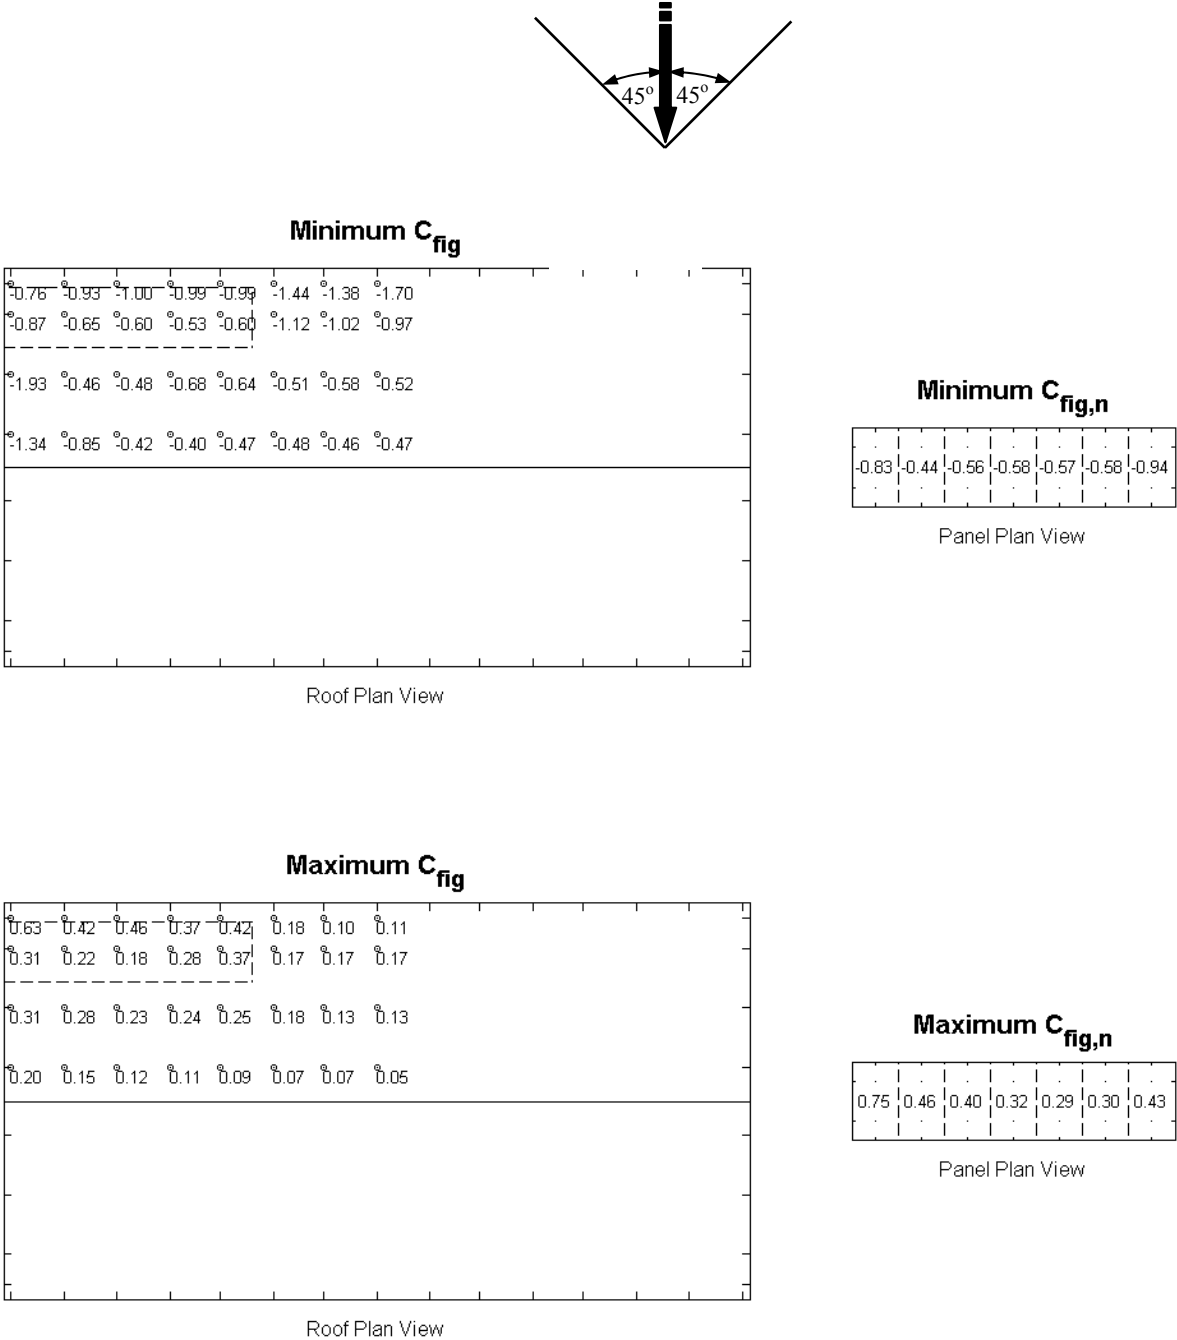 45° 45°
Minimum C fig
-0.76 -0.93 -1.00 -0.99 -0.99 -1.44 -1.38 -1.70
-0.87 -0.65 -0.60 -0.53 -0.60 -1.12 -1.02 -0.97
-1.93 -0.46 -0.48 -0.68 -0.64 -0.51 -0.58 -0.52
-1.34 -0.85 -0.42 -0.40 -0.47 -0.48 -0.46 -0.47
Roof Plan View
Minimum C fig,n
-0.83 -0.44 -0.56 -0.58 -0.57 -0.58 -0.94
Panel Plan View
Maximum C fig
0.63 0.42 0.46 0.37 0.42 0.18 0.10 0.11
0.31 0.22 0.18 0.28 0.37 0.17 0.17 0.17
0.31 0.28 0.23 0.24 0.25 0.18 0.13 0.13
0.20 0.15 0.12 0.11 0.09 0.07 0.07 0.05
Roof Plan View
Maximum C fig,n
0.75 0.46 0.40 0.32 0.29 0.30 0.43
Panel Plan View